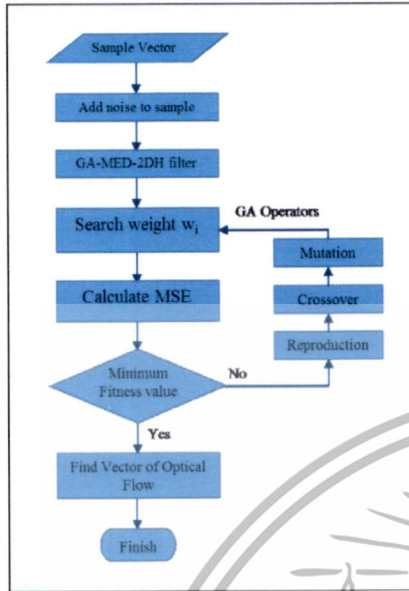 Sample Vector
Add noise to sample
GA-MED-2DH filter
Search weight wi
GA Operators
Mutation
Calculate MSE
Crossover
Reproduction
Minimum
Fitness value
No
Yes
Find Vector of Optical
Flow
Finish